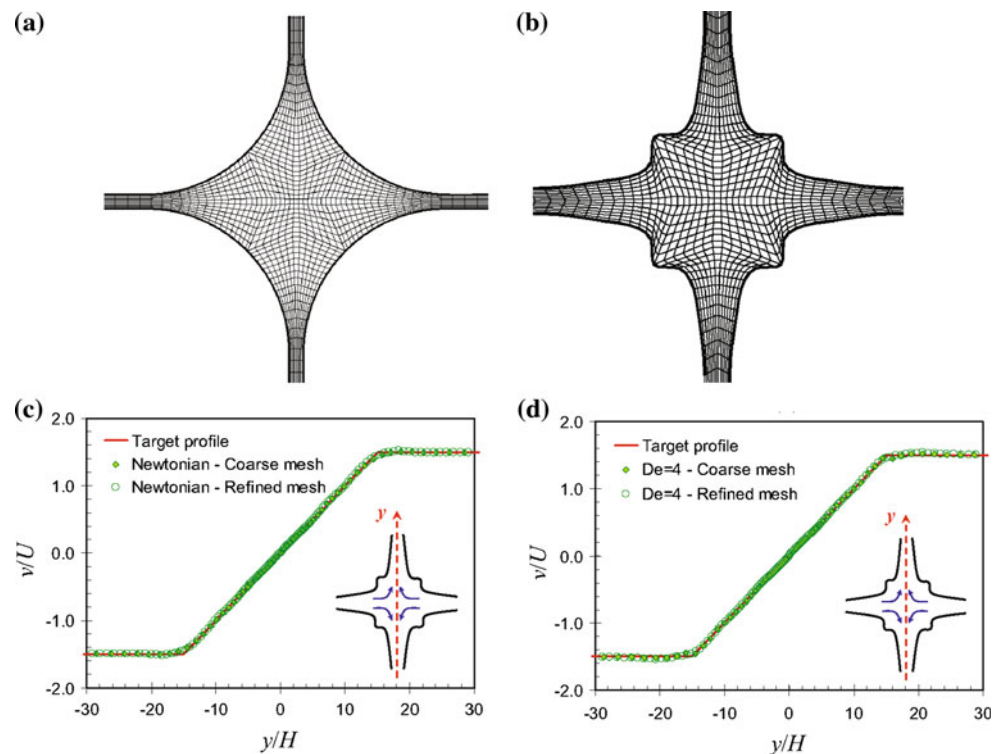 (a)
(b)
(c)
2.0
1.0
0.0
-1.0
-2.0
v/U
Target profile
Newtonian - Coarse mesh
Newtonian - Refined mesh
y
-30 -20 -10 0 10 20 30
y/H
(d)
2.0
1.0
0.0
-1.0
-2.0
v/U
Target profile
De=4 - Coarse mesh
De=4 - Refined mesh
y
-30 -20 -10 0 10 20 30
y/H